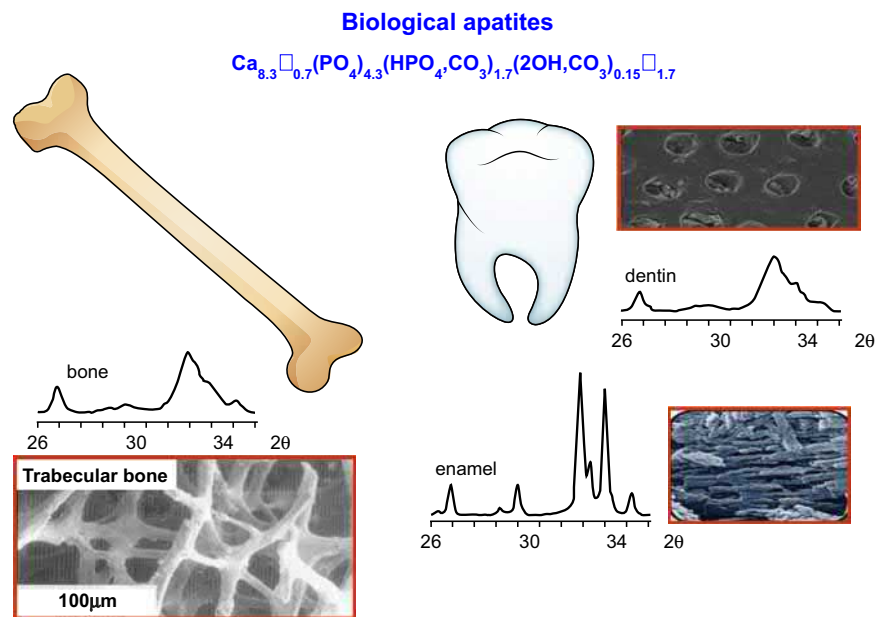 Biological apatites
Ca8.3□0.7(PO4)4.3(HPO4,CO3)1.7(2OH,CO3)0.15□1.7
dentin
26 30 34 2θ
bone
26 30 34 2θ
enamel
26 30 34 2θ
Trabecular bone
100μm